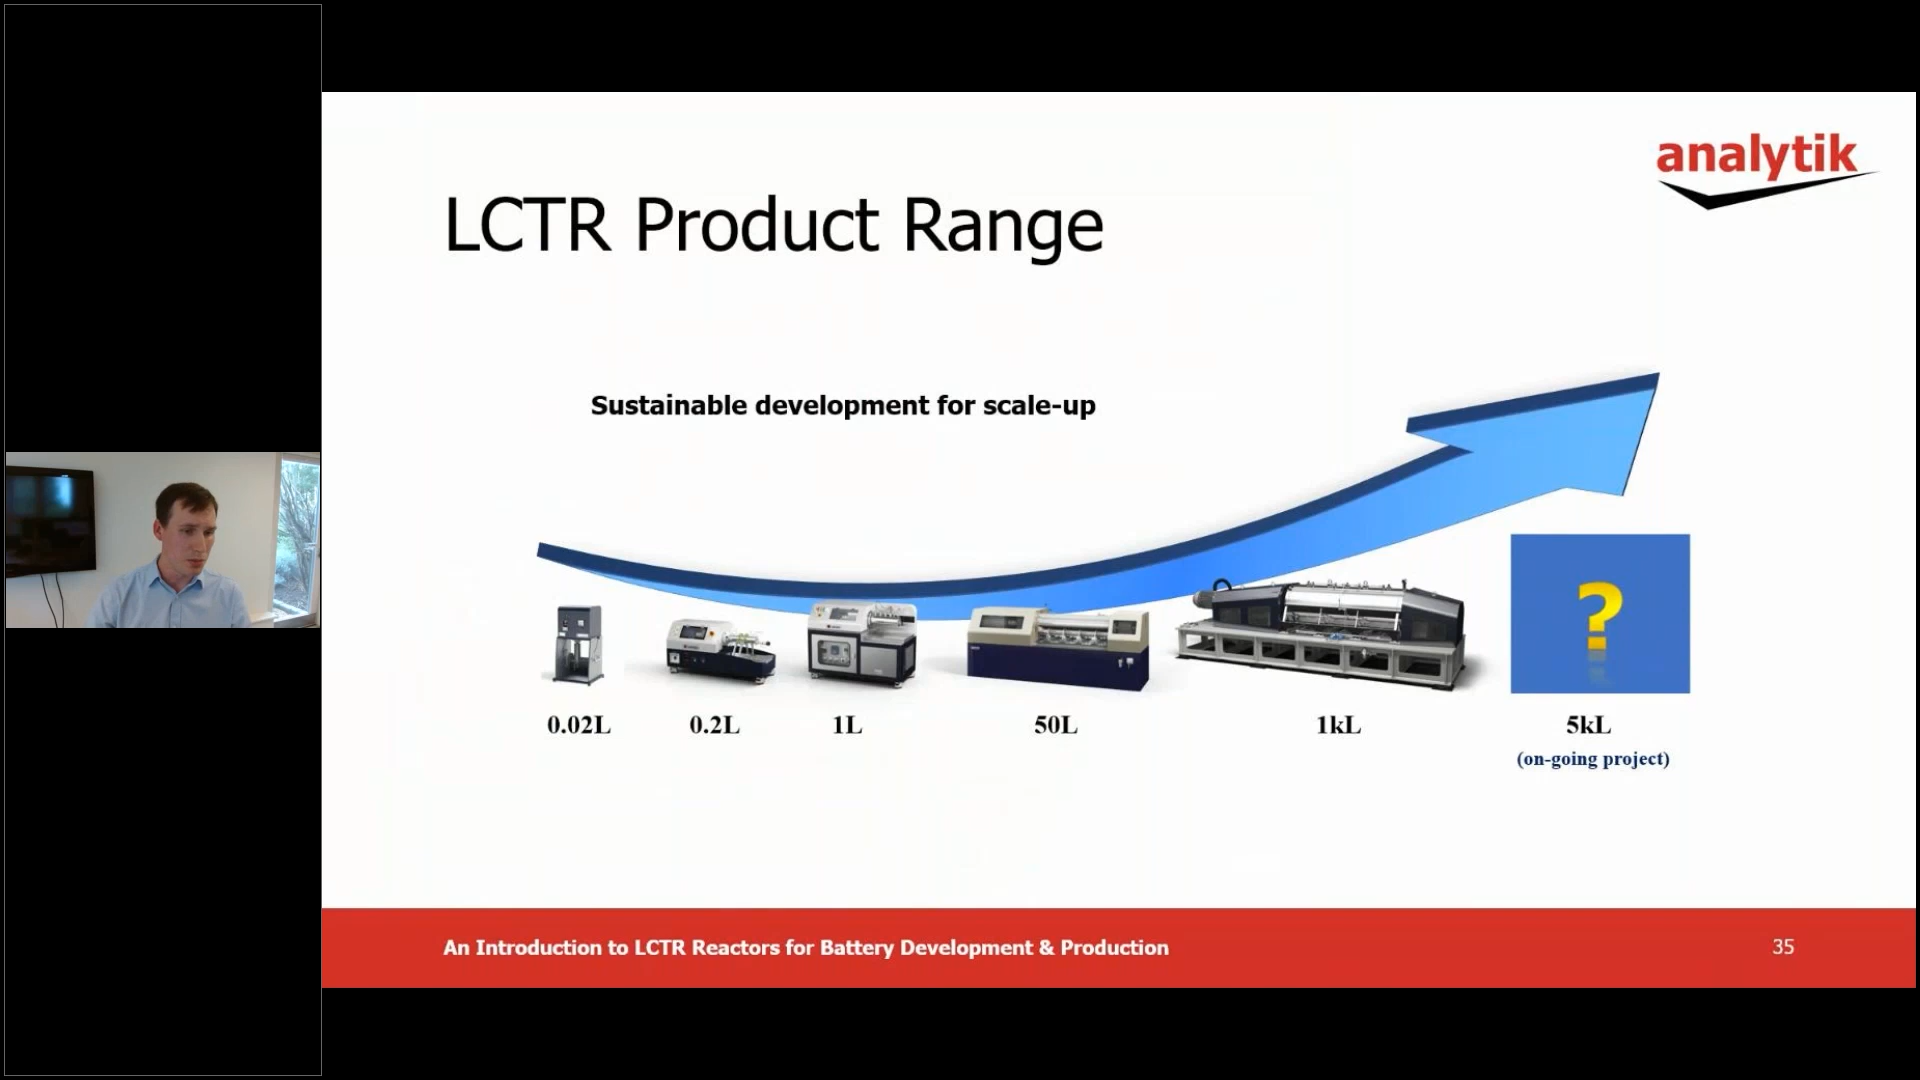 analytik
LCTR Product Range
Sustainable development for scale-up
?
0.02L 0.2L 1L 50L 1kL 5kL
(on-going project)
An Introduction to LCTR Reactors for Battery Development & Production 35